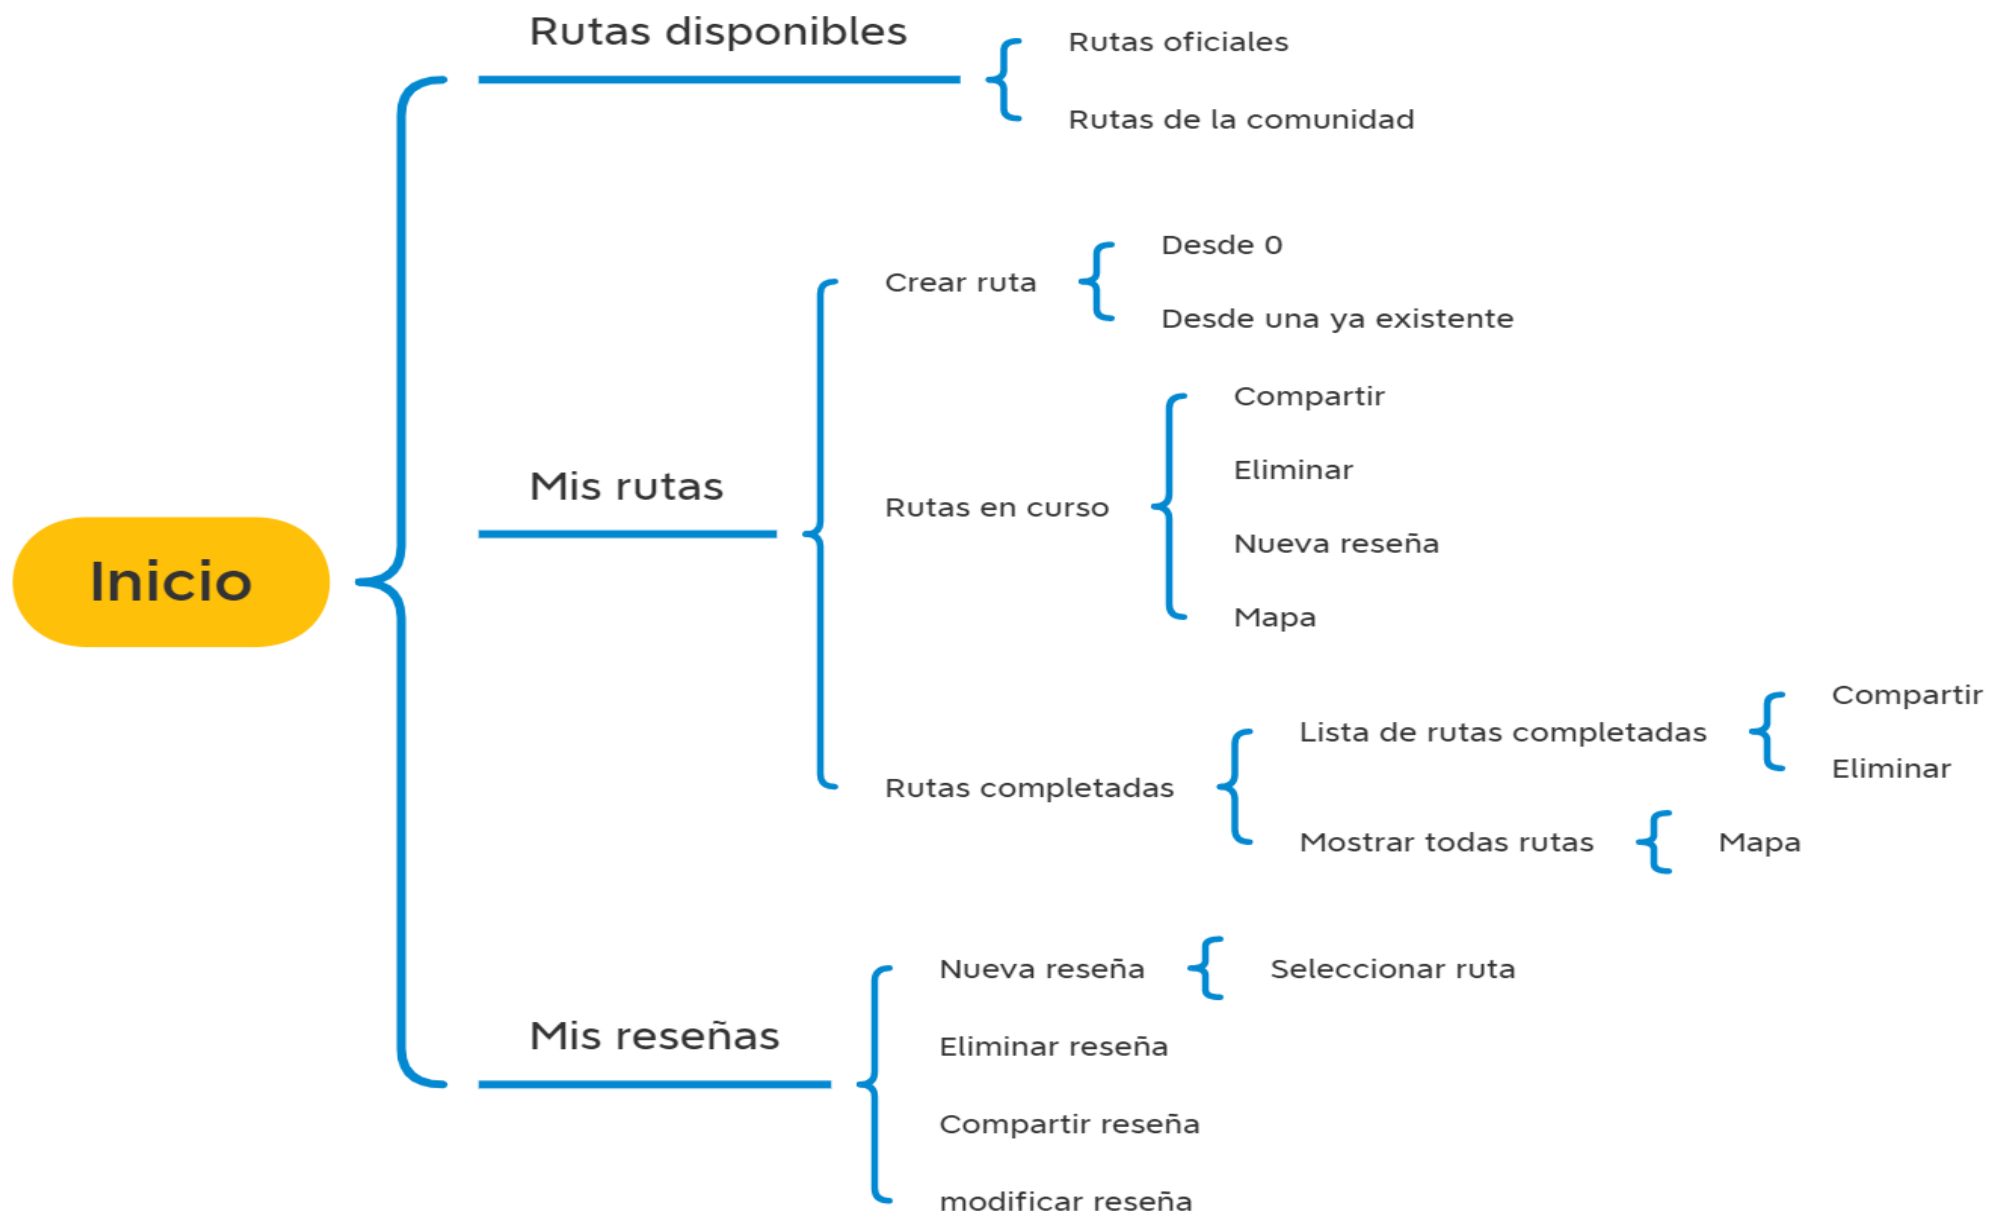 Inicio
Rutas disponibles
Rutas oficiales
Rutas de la comunidad
Mis rutas
Crear ruta
Desde 0
Desde una ya existente
Rutas en curso
Compartir
Eliminar
Nueva reseña
Mapa
Rutas completadas
Lista de rutas completadas
Compartir
Eliminar
Mostrar todas rutas
Mapa
Mis reseñas
Nueva reseña
Seleccionar ruta
Eliminar reseña
Compartir reseña
modificar reseña